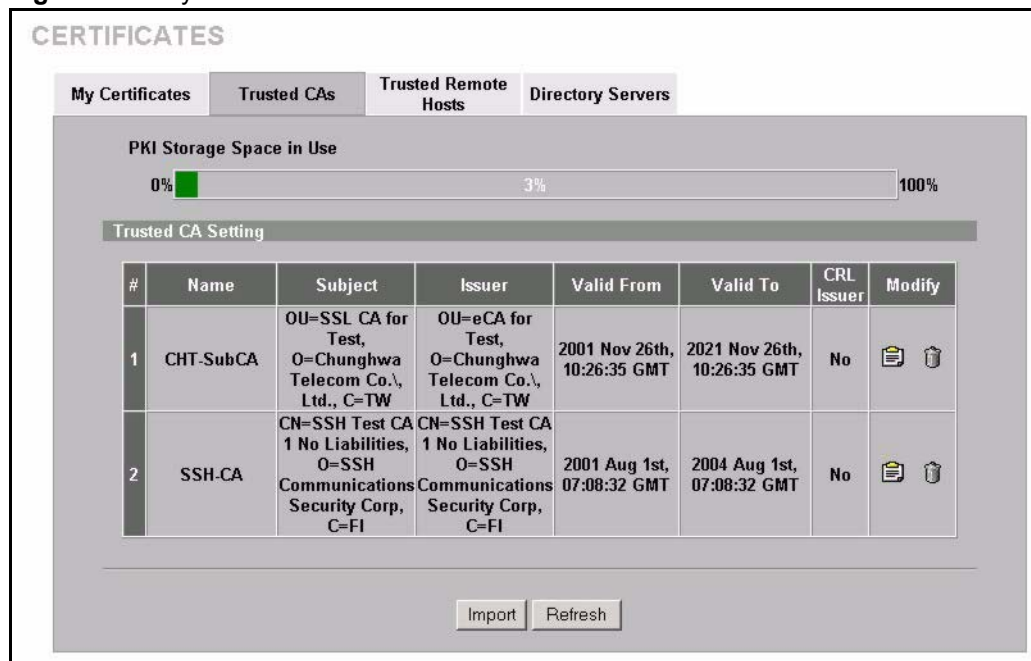 CERTIFICATES
My Certificates
Trusted CAs
Trusted Remote
Hosts
Directory Servers
PKI Storage Space in Use
0%
3%
100%
Trusted CA Setting
#
Name
Subject
Issuer
Valid From
Valid To
CRL
Issuer
Modify
1
CHT-SubCA
OU=SSL CA for
Test,
O=Chunghwa
Telecom Co.\,
Ltd., C=TW
OU=eCA for
Test,
O=Chunghwa
Telecom Co.\,
Ltd., C=TW
2001 Nov 26th,
10:26:35 GMT
2021 Nov 26th,
10:26:35 GMT
No
2
SSH-CA
CN=SSH Test CA
1 No Liabilities,
O=SSH
Communications
Security Corp,
C=FI
CN=SSH Test CA
1 No Liabilities,
O=SSH
Communications
Security Corp,
C=FI
2001 Aug 1st,
07:08:32 GMT
2004 Aug 1st,
07:08:32 GMT
No
Import
Refresh